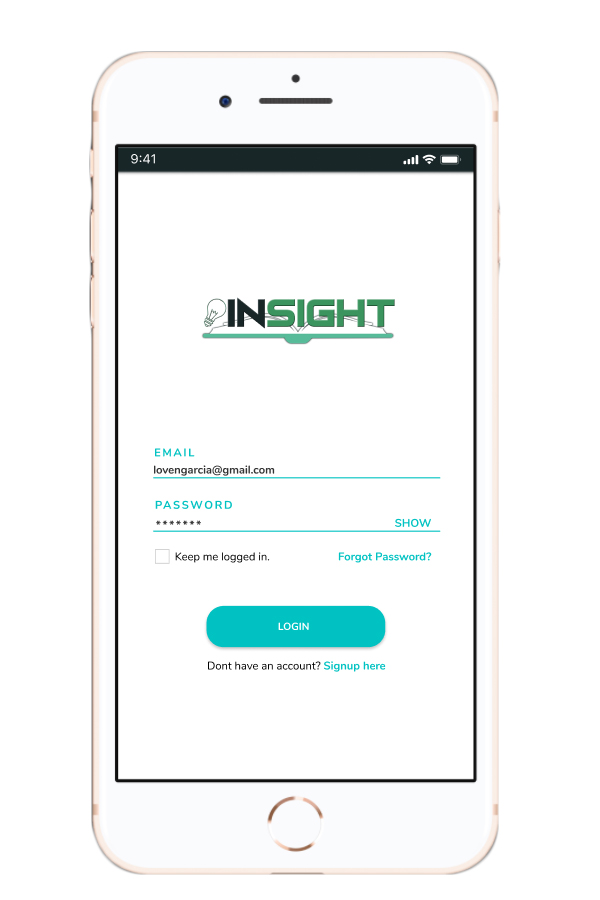 9:41
INSIGHT
EMAIL
lovengarcia@gmail.com
PASSWORD
*******
SHOW
Keep me logged in.
Forgot Password?
LOGIN
Dont have an account? Signup here